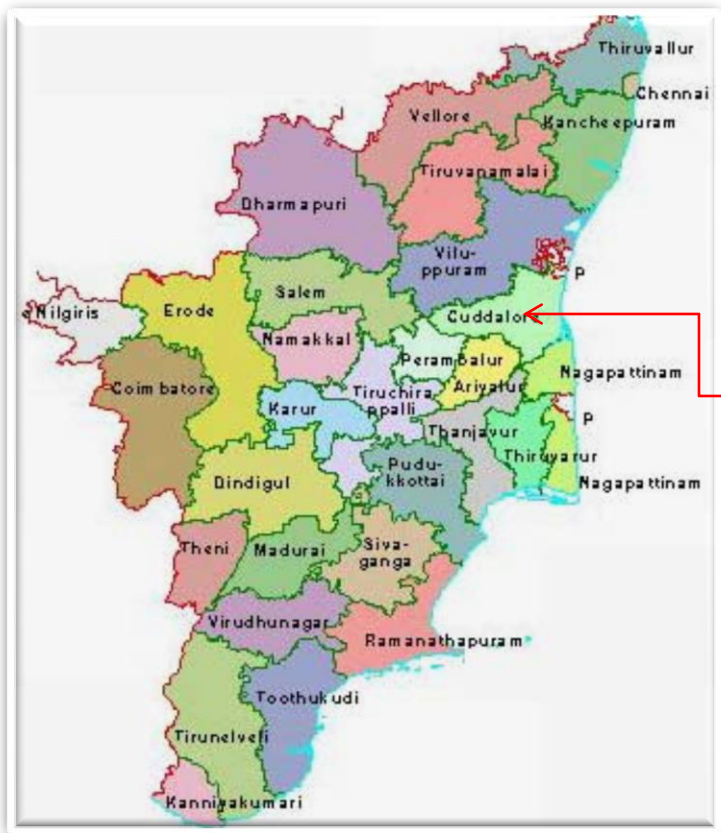 Thiruvallur
Chennai
Vellore
Kancheepuram
Tiruvanamalai
Dharmapuri
Vilu-
ppuram
P
Salem
Nilgiris
Erode
Cuddalore
Namakkal
Perambalur
Coimbatore
Tiruchira
ppalli
Ariyalur
Nagapattinam
Karur
Thanjavur
P
Pudu-
kkottai
Thiruvarur
Dindigul
Nagapattinam
Theni
Madurai
Siva-
ganga
Virudhunagar
Ramanathapuram
Toothukudi
Tirunelveli
Kanniyakumari